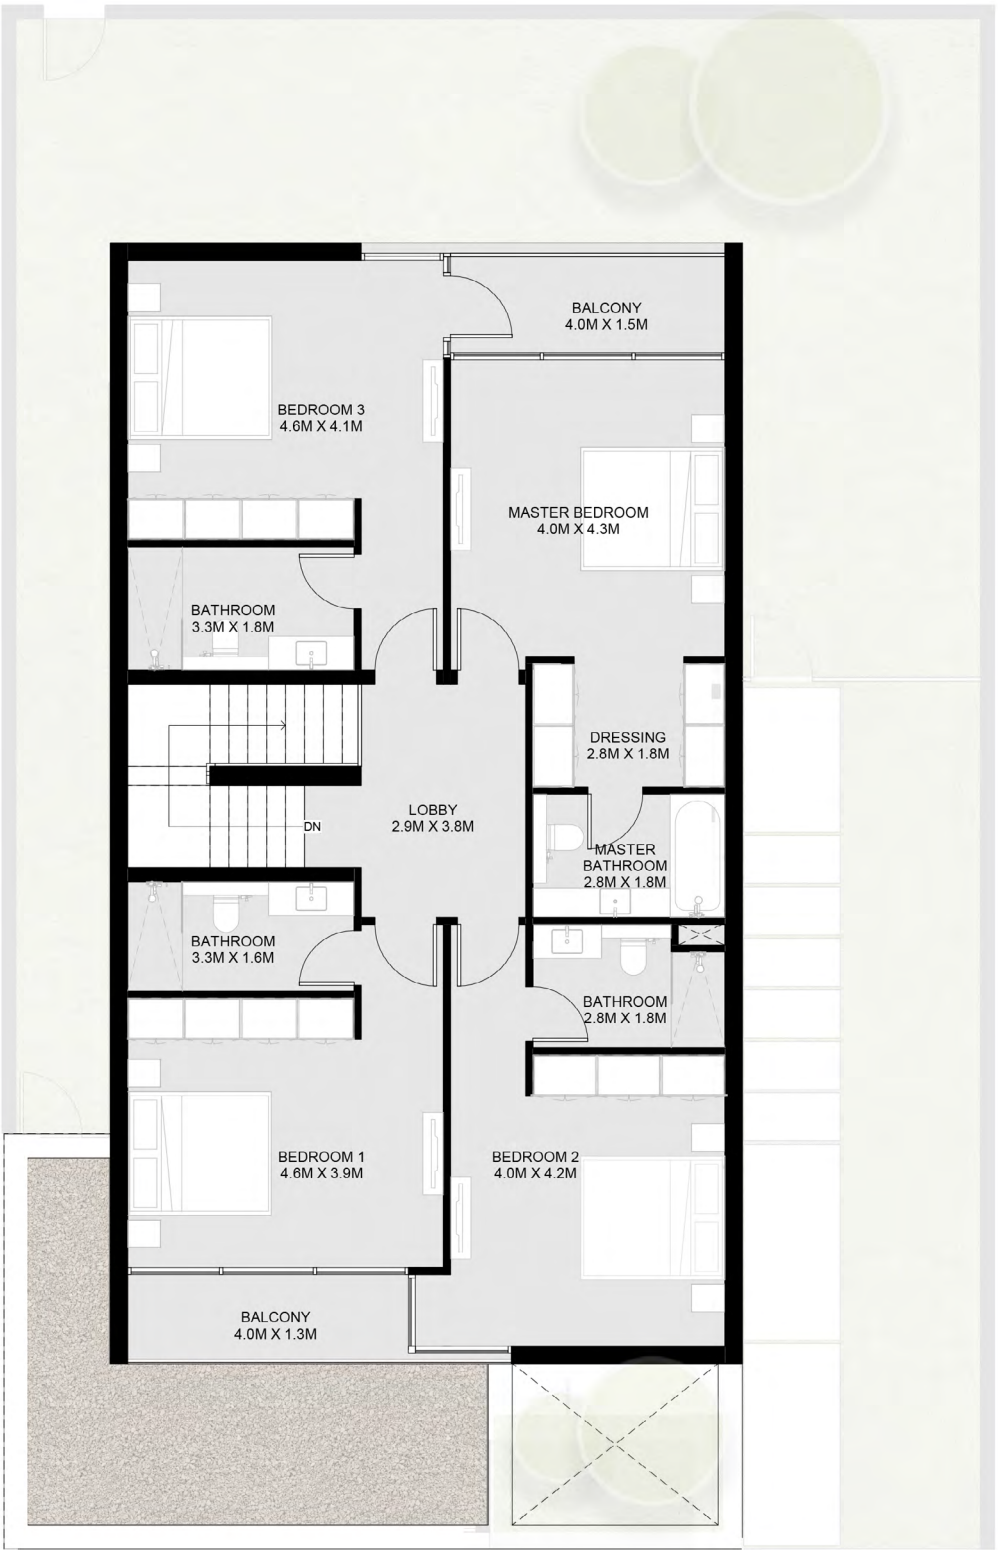 BALCONY
4.0M X 1.5M
BEDROOM 3
4.6M X 4.1M
MASTER BEDROOM
4.0M X 4.3M
BATHROOM
3.3M X 1.8M
DRESSING
2.8M X 1.8M
LOBBY
2.9M X 3.8M
DN
MASTER
BATHROOM
2.8M X 1.8M
BATHROOM
3.3M X 1.6M
BATHROOM
2.8M X 1.8M
BEDROOM 1
4.6M X 3.9M
BEDROOM 2
4.0M X 4.2M
BALCONY
4.0M X 1.3M